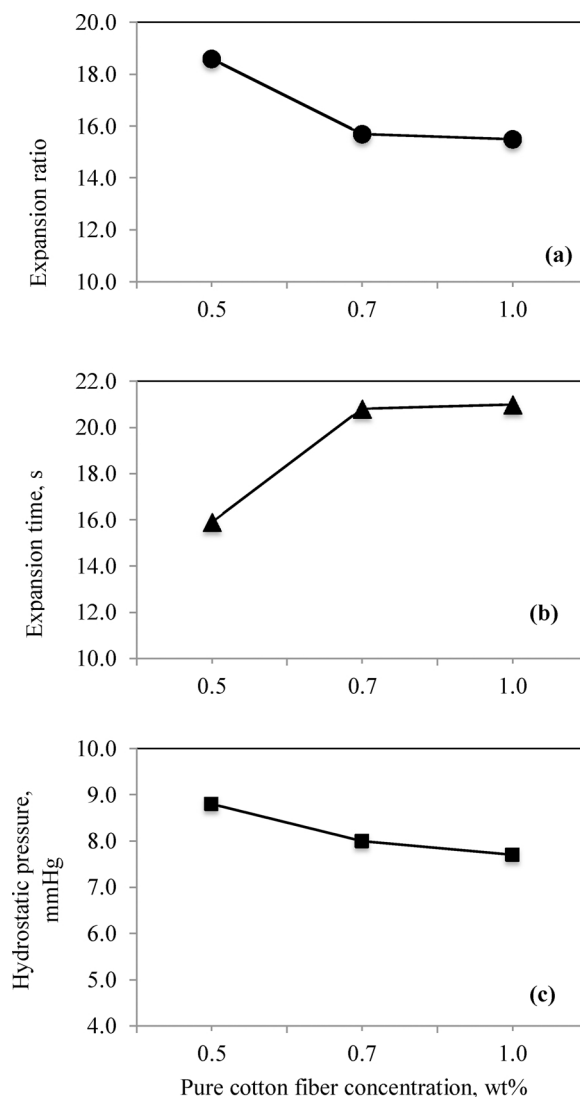 20.0
18.0
16.0
14.0
12.0
10.0
Expansion ratio
(a)
0.5 0.7 1.0
22.0
20.0
18.0
16.0
14.0
12.0
10.0
Expansion time, s
(b)
0.5 0.7 1.0
10.0
9.0
8.0
7.0
6.0
5.0
4.0
Hydrostatic pressure,
mmHg
(c)
0.5 0.7 1.0
Pure cotton fiber concentration, wt%